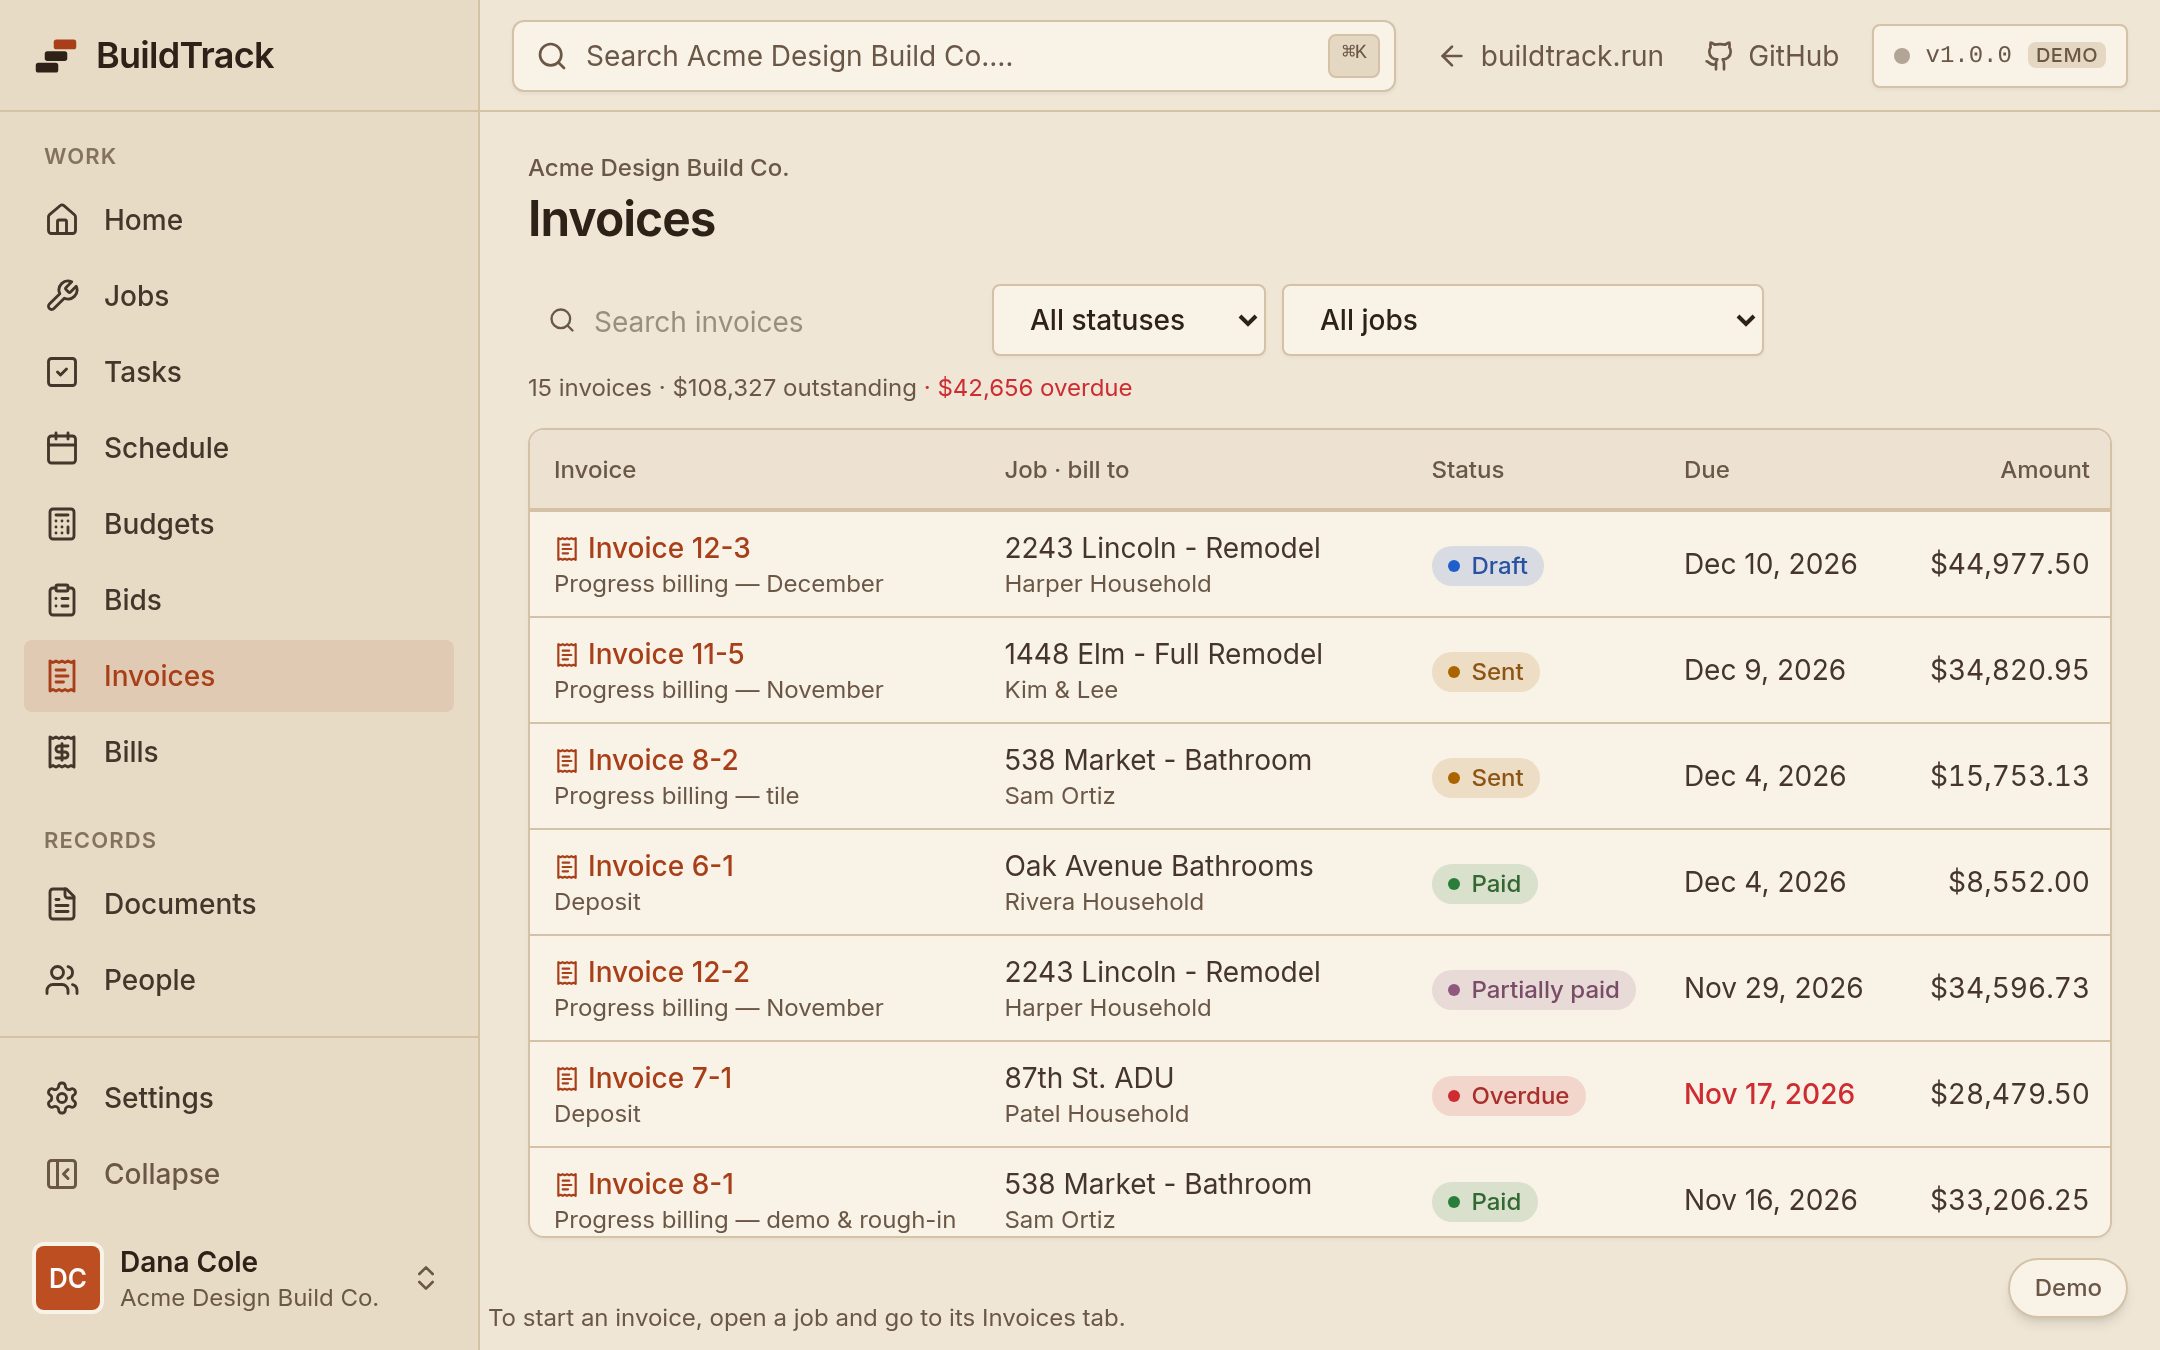 BuildTrack
Search Acme Design Build Co....
⌘K
buildtrack.run
GitHub
v1.0.0 DEMO
WORK
Home
Jobs
Tasks
Schedule
Budgets
Bids
Invoices
Bills
RECORDS
Documents
People
Settings
Collapse
DC
Dana Cole
Acme Design Build Co.
Acme Design Build Co.
Invoices
Search invoices
All statuses
All jobs
15 invoices · $108,327 outstanding · $42,656 overdue
Invoice Job · bill to Status Due Amount
Invoice 12-3 2243 Lincoln - Remodel Draft Dec 10, 2026 $44,977.50
Progress billing — December Harper Household
Invoice 11-5 1448 Elm - Full Remodel Sent Dec 9, 2026 $34,820.95
Progress billing — November Kim & Lee
Invoice 8-2 538 Market - Bathroom Sent Dec 4, 2026 $15,753.13
Progress billing — tile Sam Ortiz
Invoice 6-1 Oak Avenue Bathrooms Paid Dec 4, 2026 $8,552.00
Deposit Rivera Household
Invoice 12-2 2243 Lincoln - Remodel Partially paid Nov 29, 2026 $34,596.73
Progress billing — November Harper Household
Invoice 7-1 87th St. ADU Overdue Nov 17, 2026 $28,479.50
Deposit Patel Household
Invoice 8-1 538 Market - Bathroom Paid Nov 16, 2026 $33,206.25
Progress billing — demo & rough-in Sam Ortiz
Demo
To start an invoice, open a job and go to its Invoices tab.